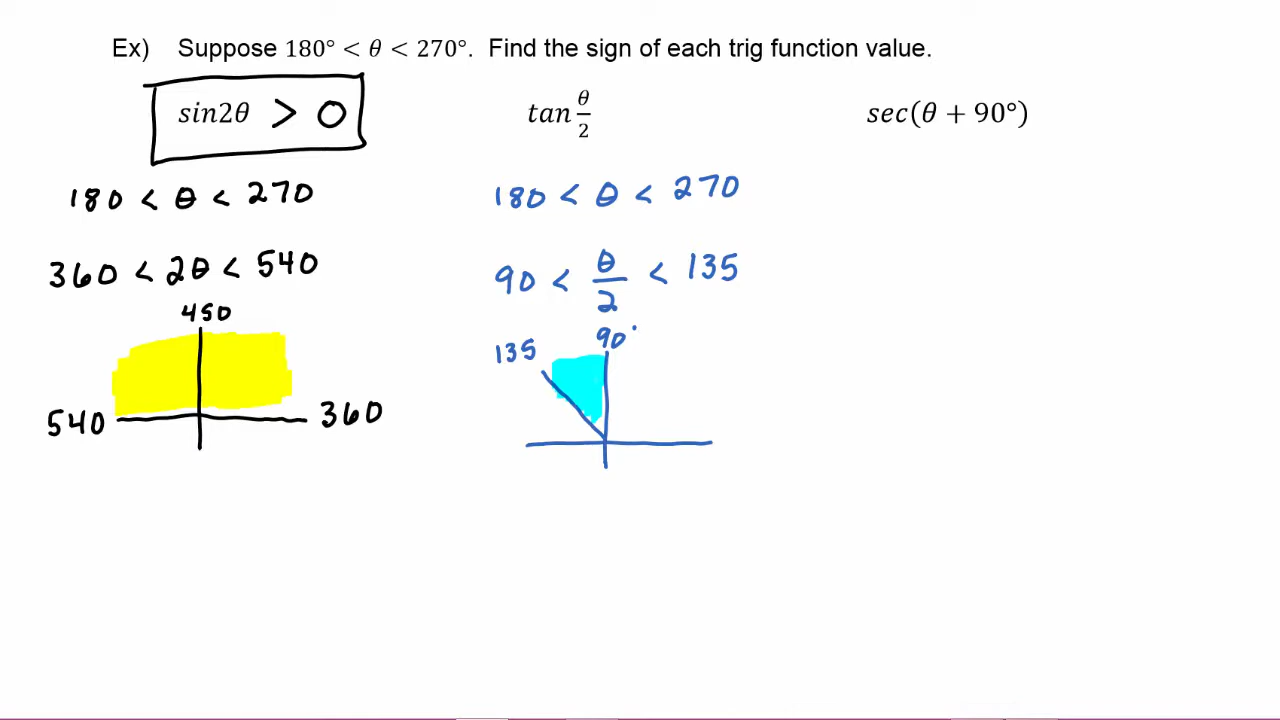 Ex) Suppose 180° < θ < 270°. Find the sign of each trig function value.
sin2θ > 0
180 < θ < 270
360 < 2θ < 540
450
540 360
tan θ/2
180 < θ < 270
90 < θ/2 < 135
135 90°
sec(θ + 90°)